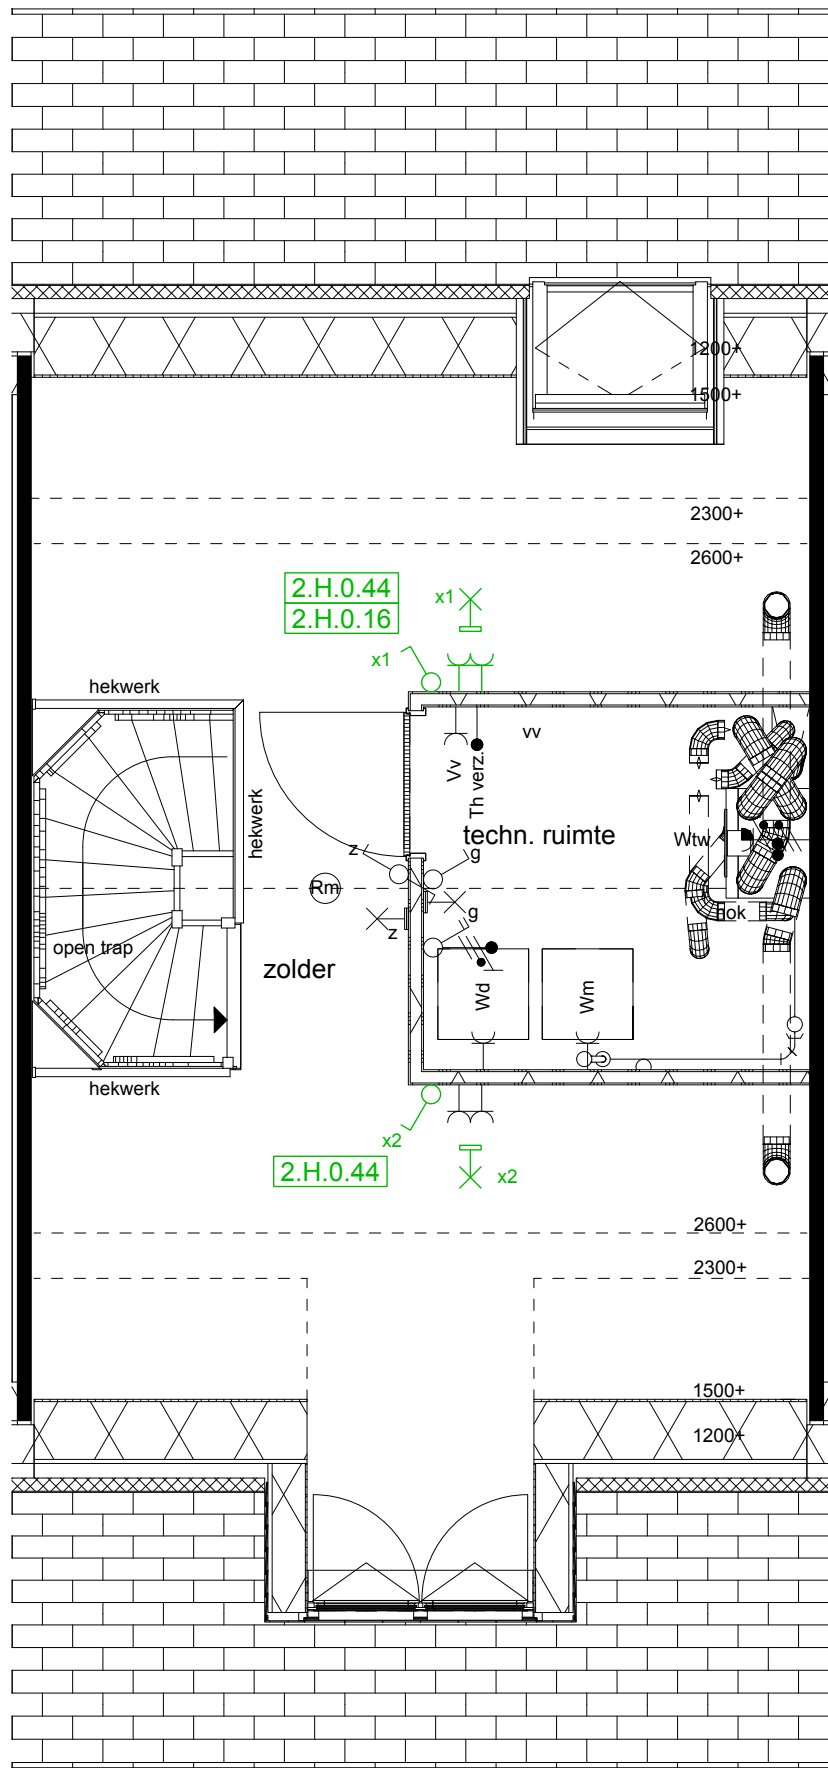 1200+
1500+
2300+
2600+
2.H.0.44
x1
2.H.0.16
x1
hekwerk
vv
Vv
Th verz.
hekwerk
techn. ruimte
Wtw
z
g
Rm
nok
g
z
open trap
zolder
Wd
Wm
hekwerk
x2
2.H.0.44
x2
2600+
2300+
1500+
1200+